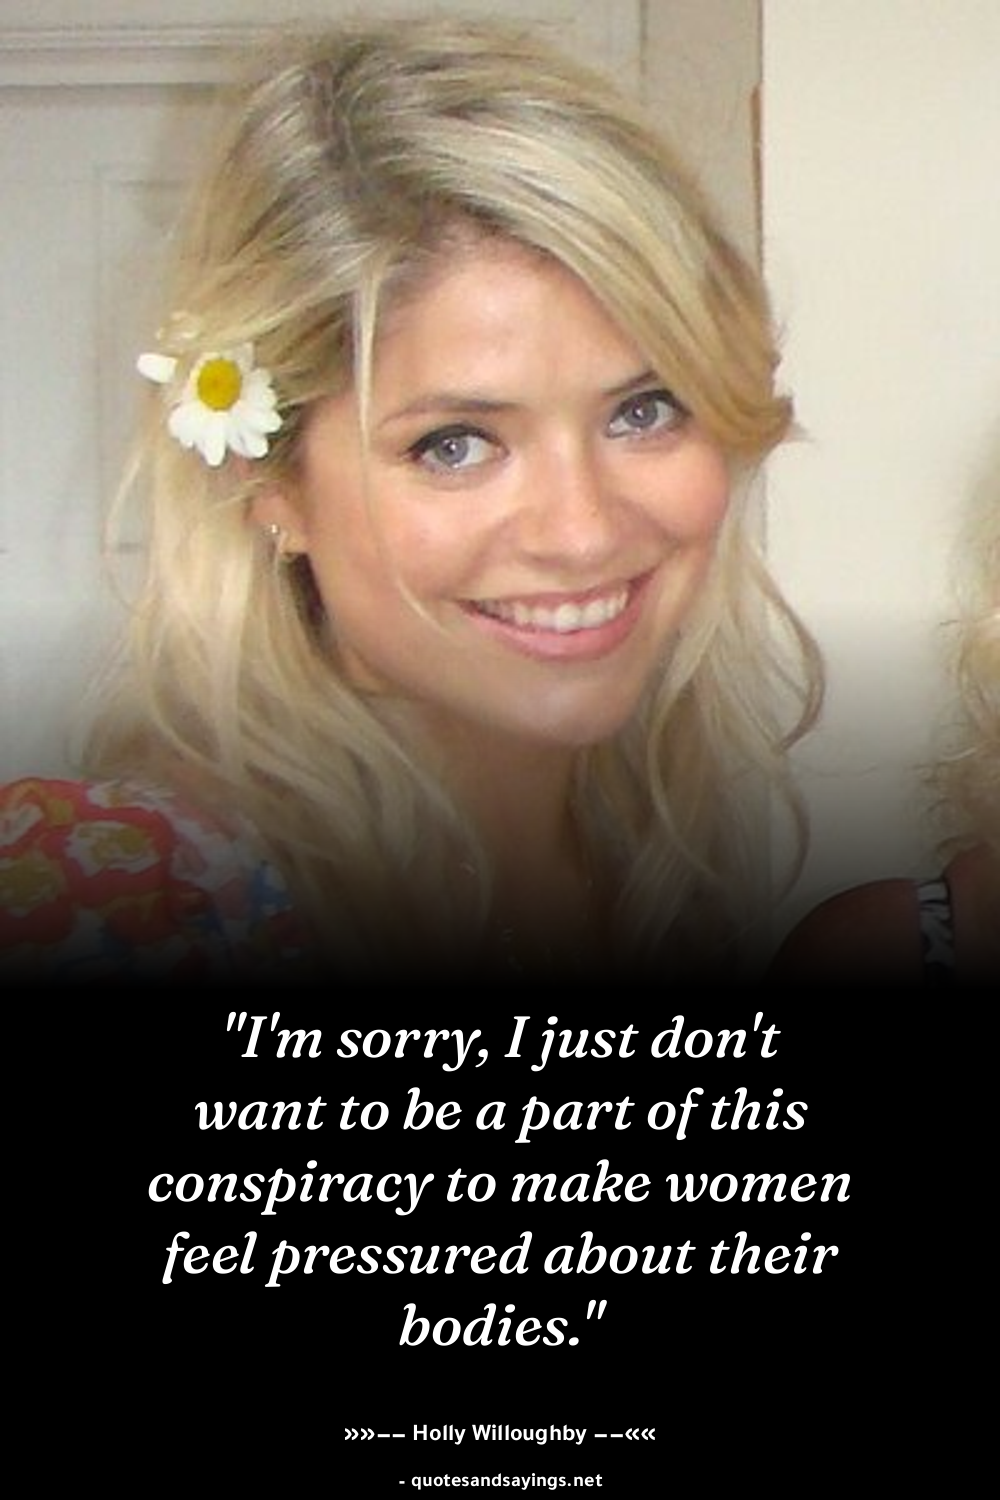 "I'm sorry, I just don't
want to be a part of this
conspiracy to make women
feel pressured about their
bodies."
»»−− Holly Willoughby −−««
- quotesandsayings.net